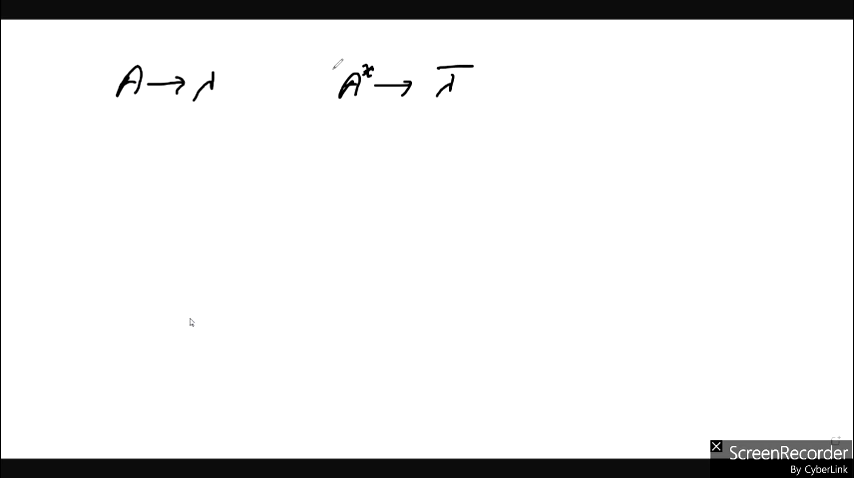 A → λ    A^x → λ̅
ScreenRecorder
By CyberLink